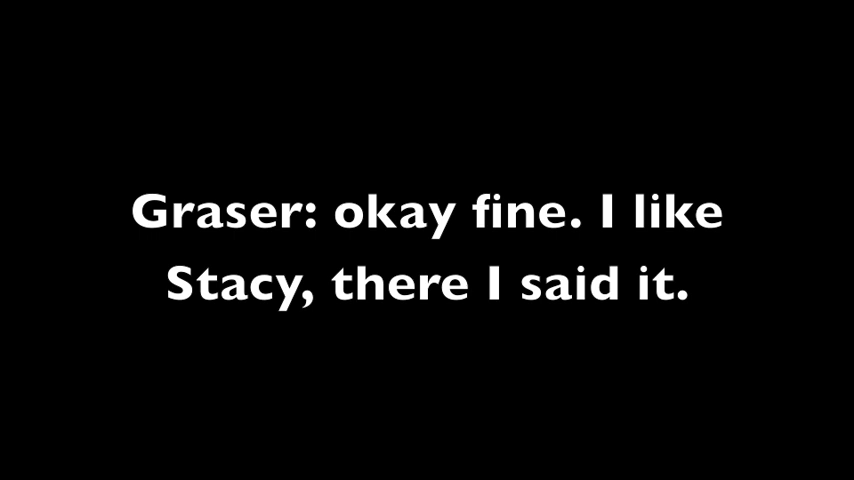 Graser: okay fine. I like
Stacy, there I said it.